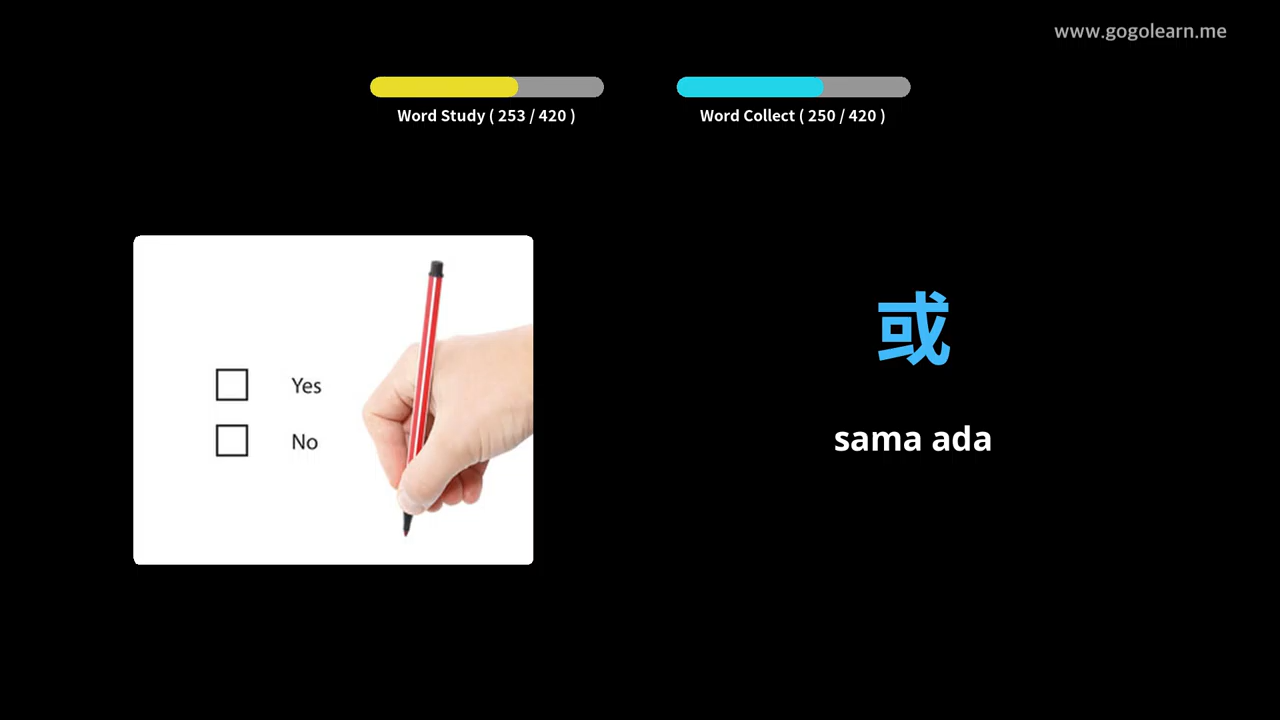 www.gogolearn.me
Word Study ( 253 / 420 )
Word Collect ( 250 / 420 )
Yes
No
或
sama ada